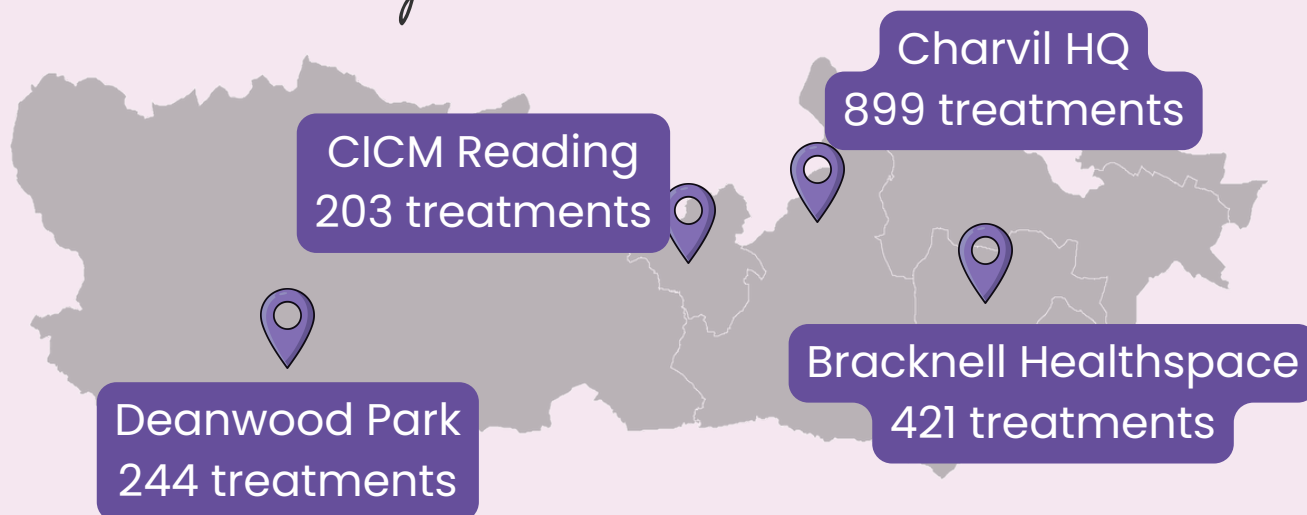 Charvil HQ
899 treatments
CICM Reading
203 treatments
Bracknell Healthspace
421 treatments
Deanwood Park
244 treatments